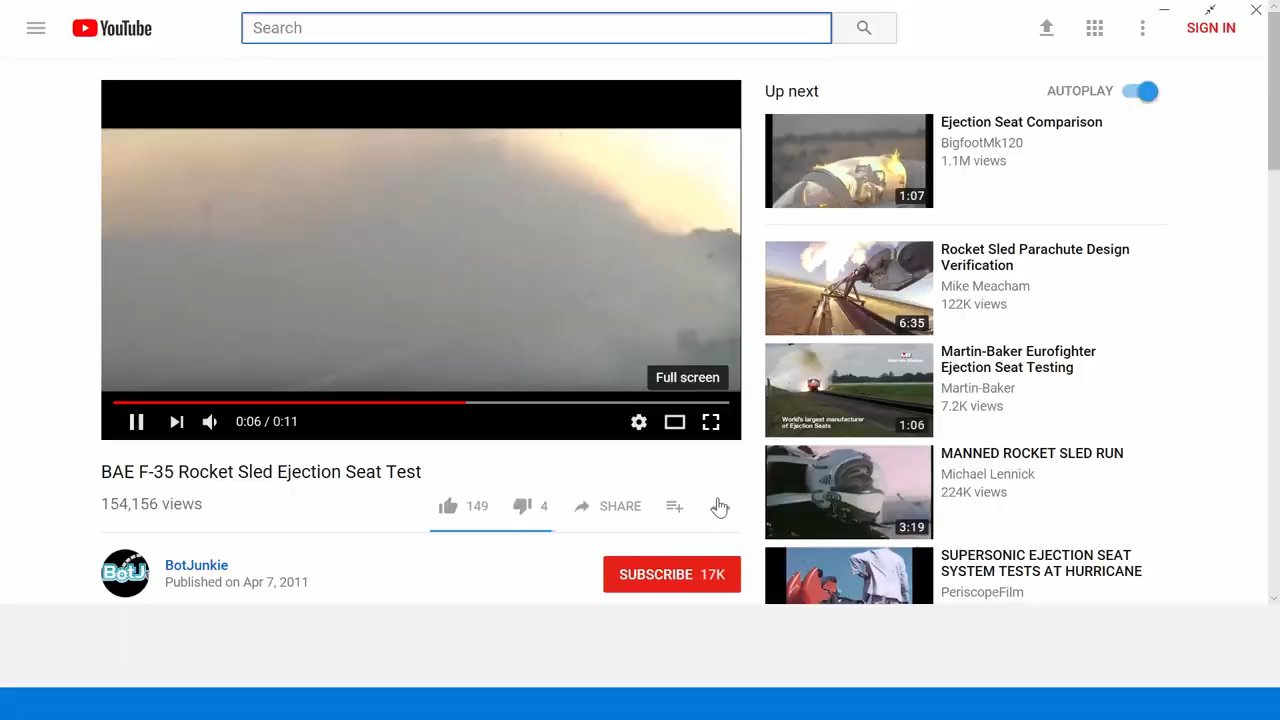 YouTube
Search
SIGN IN
Up next
AUTOPLAY
Ejection Seat Comparison
BigfootMk120
1.1M views
1:07
Rocket Sled Parachute Design
Verification
Mike Meacham
122K views
6:35
Martin-Baker Eurofighter
Ejection Seat Testing
Martin-Baker
7.2K views
World's largest manufacturer
of Ejection Seats
1:06
MANNED ROCKET SLED RUN
Michael Lennick
224K views
3:19
SUPERSONIC EJECTION SEAT
SYSTEM TESTS AT HURRICANE
PeriscopeFilm
Full screen
0:06 / 0:11
BAE F-35 Rocket Sled Ejection Seat Test
154,156 views
149
4
SHARE
BotJ
BotJunkie
Published on Apr 7, 2011
SUBSCRIBE 17K